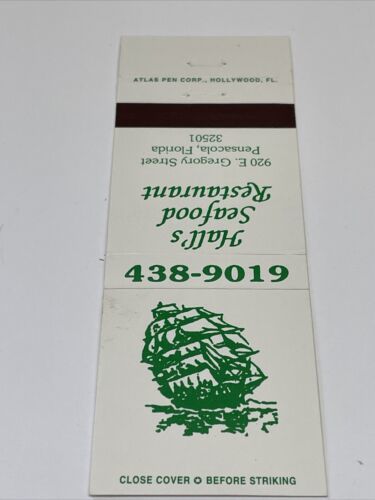 ATLAS PEN CORP., HOLLYWOOD, FL.
Hall's
Seafood
Restaurant
920 E. Gregory Street
Pensacola, Florida
32501
438-9019
CLOSE COVER ✪ BEFORE STRIKING